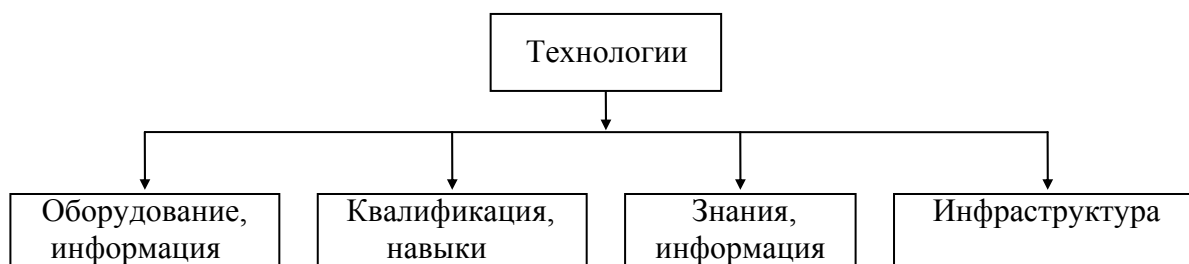 Технологии
Оборудование,
информация
Квалификация,
навыки
Знания,
информация
Инфраструктура